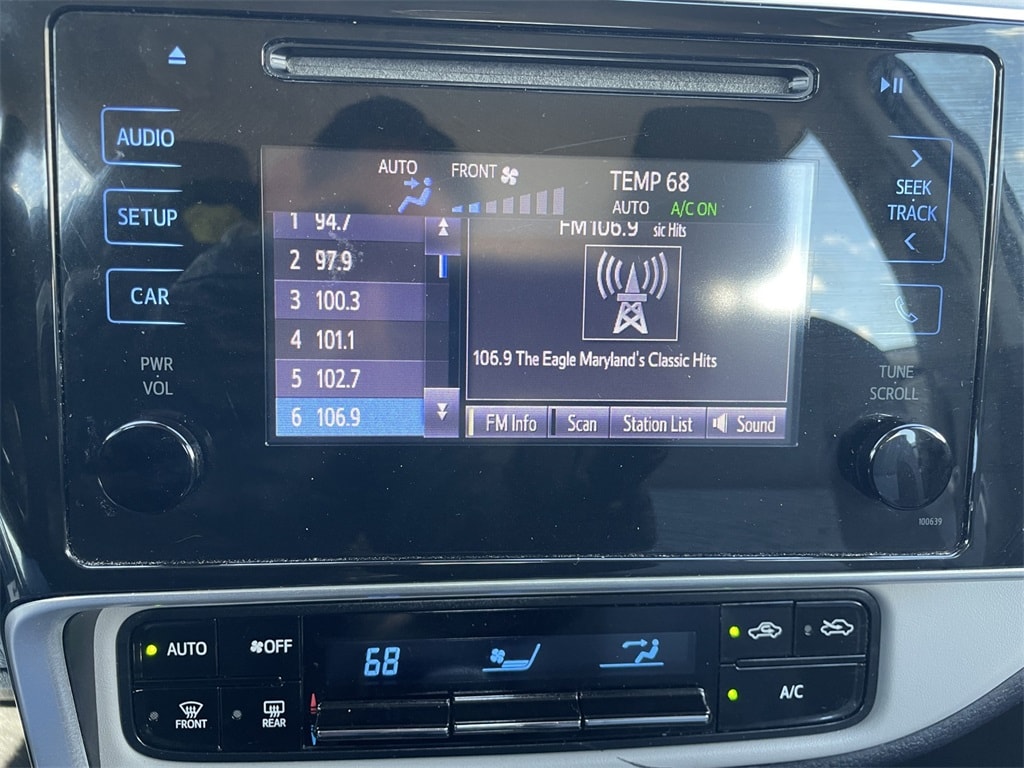 AUDIO
SETUP
CAR
PWR
VOL
AUTO
FRONT
TEMP 68
AUTO A/C ON
1 94.7
2 97.9
3 100.3
4 101.1
5 102.7
6 106.9
FM106.9 sic Hits
106.9 The Eagle Maryland's Classic Hits
FM Info Scan Station List Sound
SEEK
TRACK
TUNE
SCROLL
100639
AUTO OFF
FRONT REAR
68
A/C